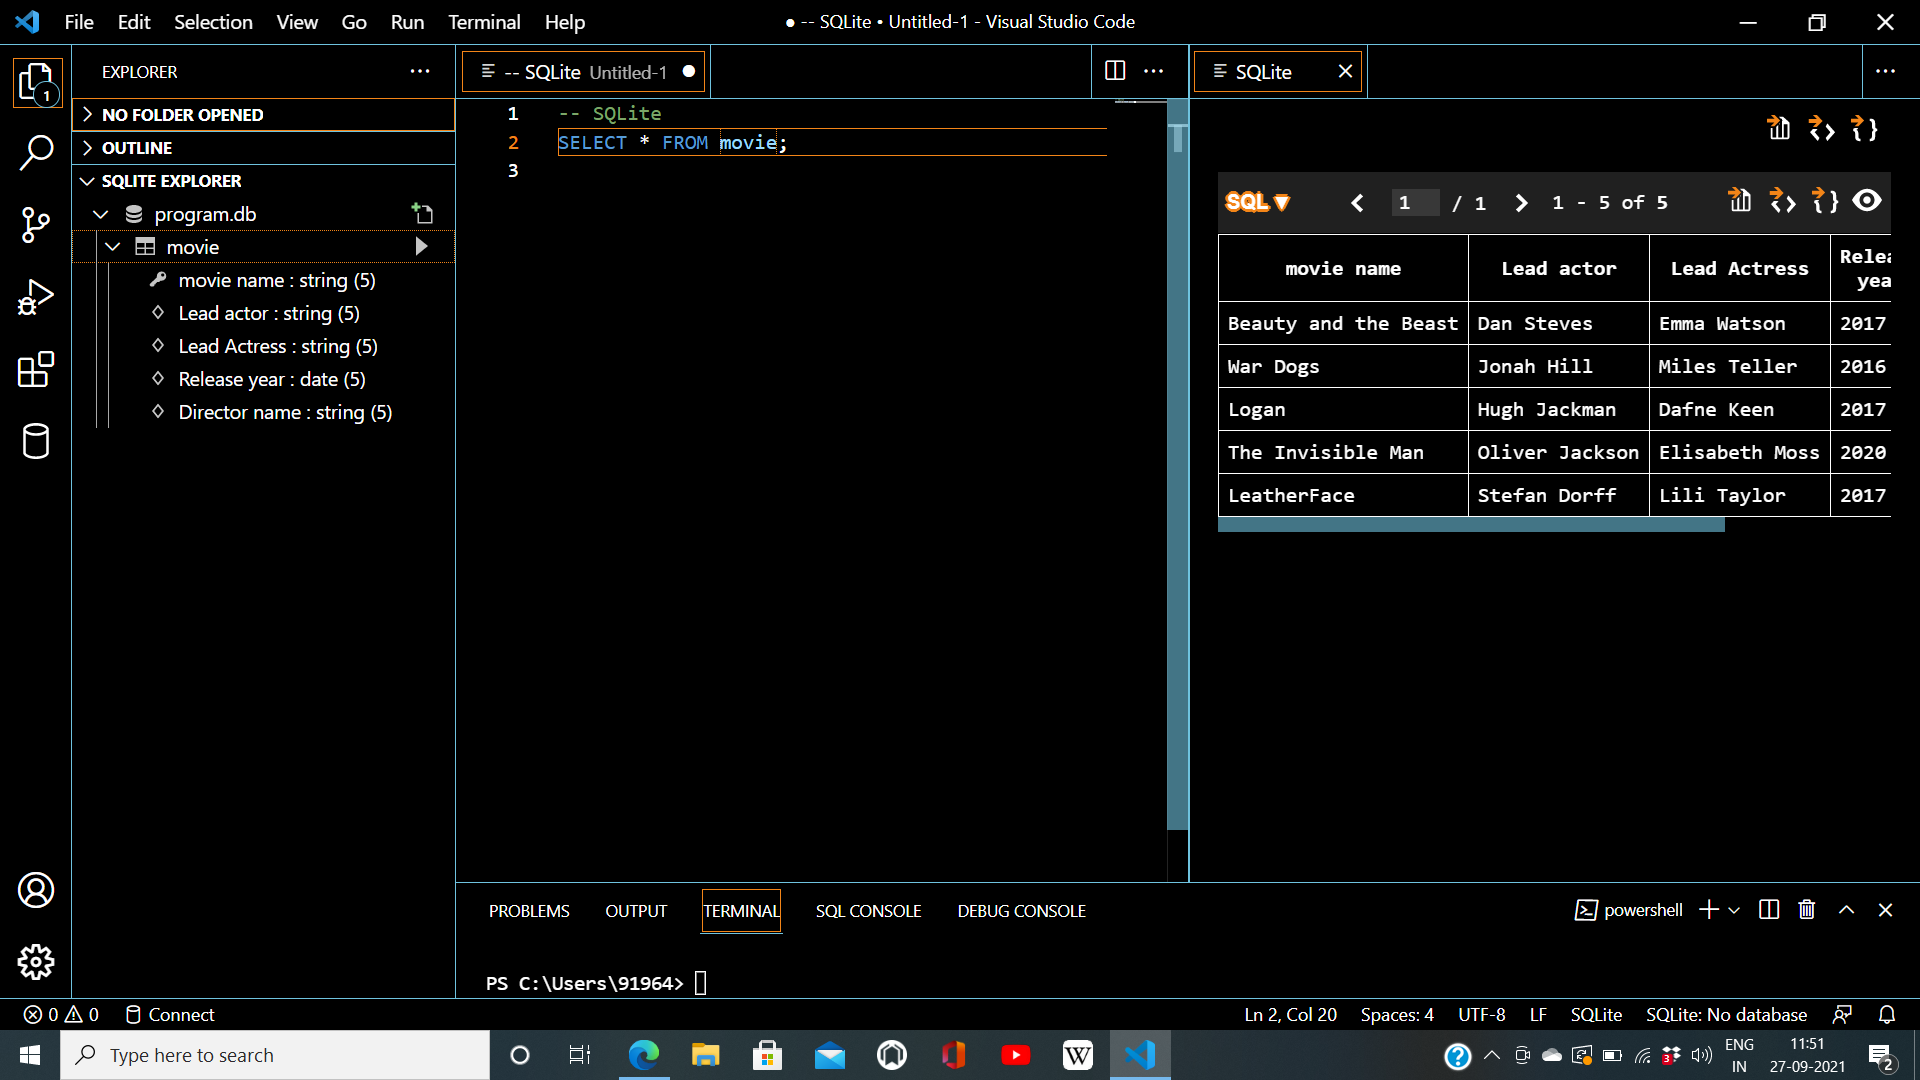 File Edit Selection View Go Run Terminal Help ● -- SQLite • Untitled-1 - Visual Studio Code
EXPLORER
1
NO FOLDER OPENED
OUTLINE
SQLITE EXPLORER
program.db
movie
movie name : string (5)
Lead actor : string (5)
Lead Actress : string (5)
Release year : date (5)
Director name : string (5)
-- SQLite Untitled-1 ●
1 -- SQLite
2 SELECT * FROM movie;
3
SQLite
SQL 1 / 1 1 - 5 of 5
movie name Lead actor Lead Actress Relea
yea
Beauty and the Beast Dan Steves Emma Watson 2017
War Dogs Jonah Hill Miles Teller 2016
Logan Hugh Jackman Dafne Keen 2017
The Invisible Man Oliver Jackson Elisabeth Moss 2020
LeatherFace Stefan Dorff Lili Taylor 2017
PROBLEMS OUTPUT TERMINAL SQL CONSOLE DEBUG CONSOLE powershell
PS C:\Users\91964>
0 0 Connect Ln 2, Col 20 Spaces: 4 UTF-8 LF SQLite SQLite: No database
Type here to search W ? 3 ENG 11:51
IN 27-09-2021 2